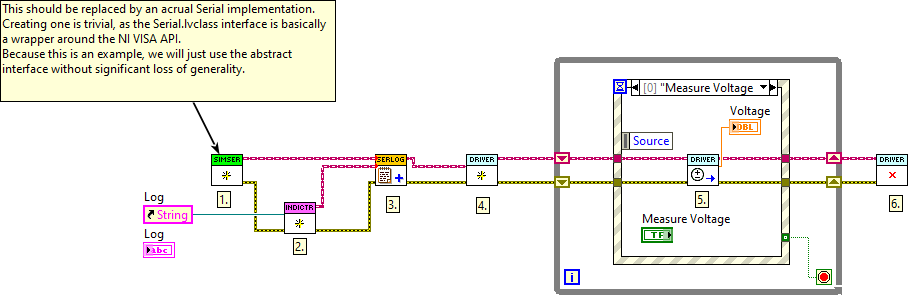 This should be replaced by an acrual Serial implementation.
Creating one is trivial, as the Serial.lvclass interface is basically
a wrapper around the NI VISA API.
Because this is an example, we will just use the abstract
interface without significant loss of generality.
[0] "Measure Voltage
Voltage
DBL
Source
SIMSER
SERLOG
DRIVER
DRIVER
DRIVER
1.
Log
String
INDICTR
3.
4.
5.
6.
Measure Voltage
TF
2.
Log
abc
i